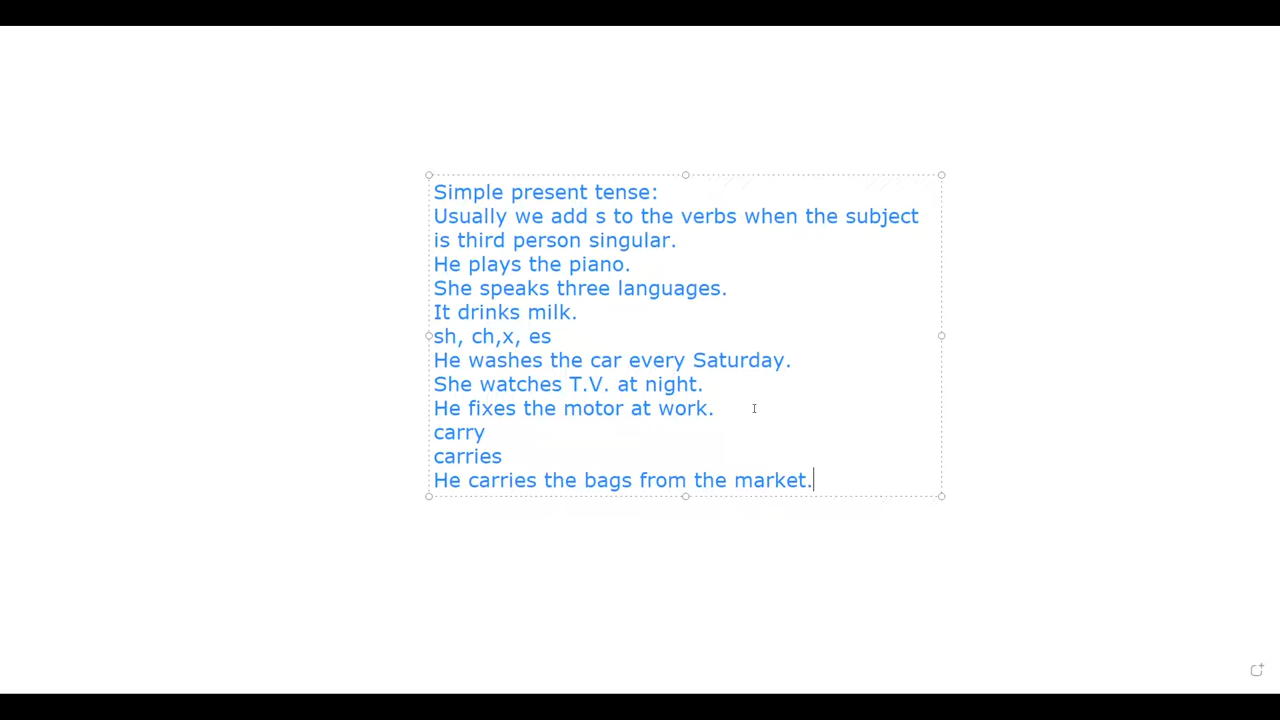 Simple present tense:
Usually we add s to the verbs when the subject
is third person singular.
He plays the piano.
She speaks three languages.
It drinks milk.
sh, ch,x, es
He washes the car every Saturday.
She watches T.V. at night.
He fixes the motor at work.
carry
carries
He carries the bags from the market.